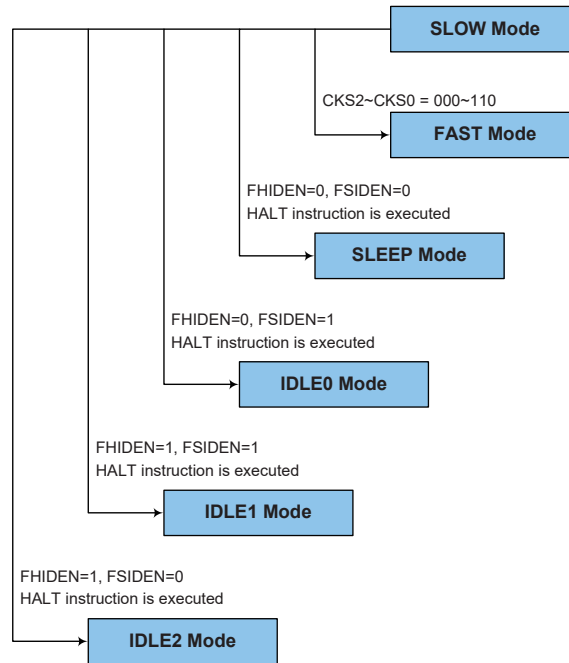 SLOW Mode
CKS2~CKS0 = 000~110
FAST Mode
FHIDEN=0, FSIDEN=0
HALT instruction is executed
SLEEP Mode
FHIDEN=0, FSIDEN=1
HALT instruction is executed
IDLE0 Mode
FHIDEN=1, FSIDEN=1
HALT instruction is executed
IDLE1 Mode
FHIDEN=1, FSIDEN=0
HALT instruction is executed
IDLE2 Mode